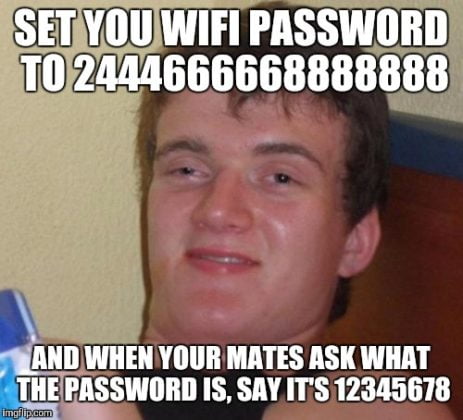 SET YOU WIFI PASSWORD
TO 2444666668888888
AND WHEN YOUR MATES ASK WHAT
THE PASSWORD IS, SAY IT'S 12345678
imgflip.com